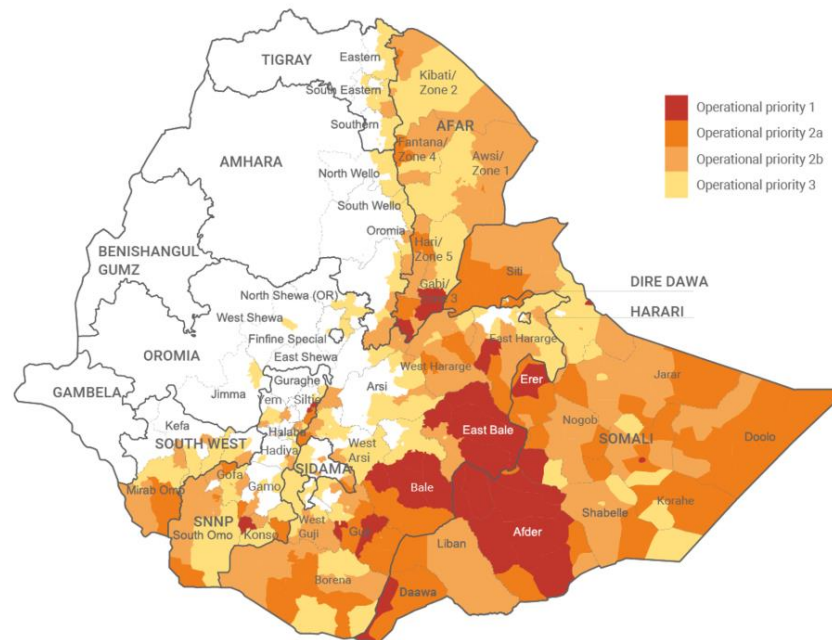 TIGRAY
Eastern
South Eastern
Southern
Kibati/
Zone 2
AFAR
Fantana/
Zone 4
Awsi/
Zone 1
Operational priority 1
Operational priority 2a
Operational priority 2b
Operational priority 3
AMHARA
North Wello
South Wello
Oromia
Hari/
Zone 5
Gabi/
Zone 3
Siti
BENISHANGUL
GUMZ
North Shewa (OR)
West Shewa
Finfine Special
East Shewa
DIRE DAWA
HARARI
OROMIA
GAMBELA
Jimma
Guraghe
Yem
Siltie
Arsi
West Hararge
East Hararge
Erer
Jarar
Kefa
SOUTH WEST
Halaba
Hadiya
West
Arsi
East Bale
Nogob
SOMALI
Doolo
SIDAMA
Mirab Omo
Gofa
Gamo
Bale
SNNP
South Omo
Konso
West
Guji
Guji
Afder
Shabelle
Korahe
Liban
Borena
Daawa